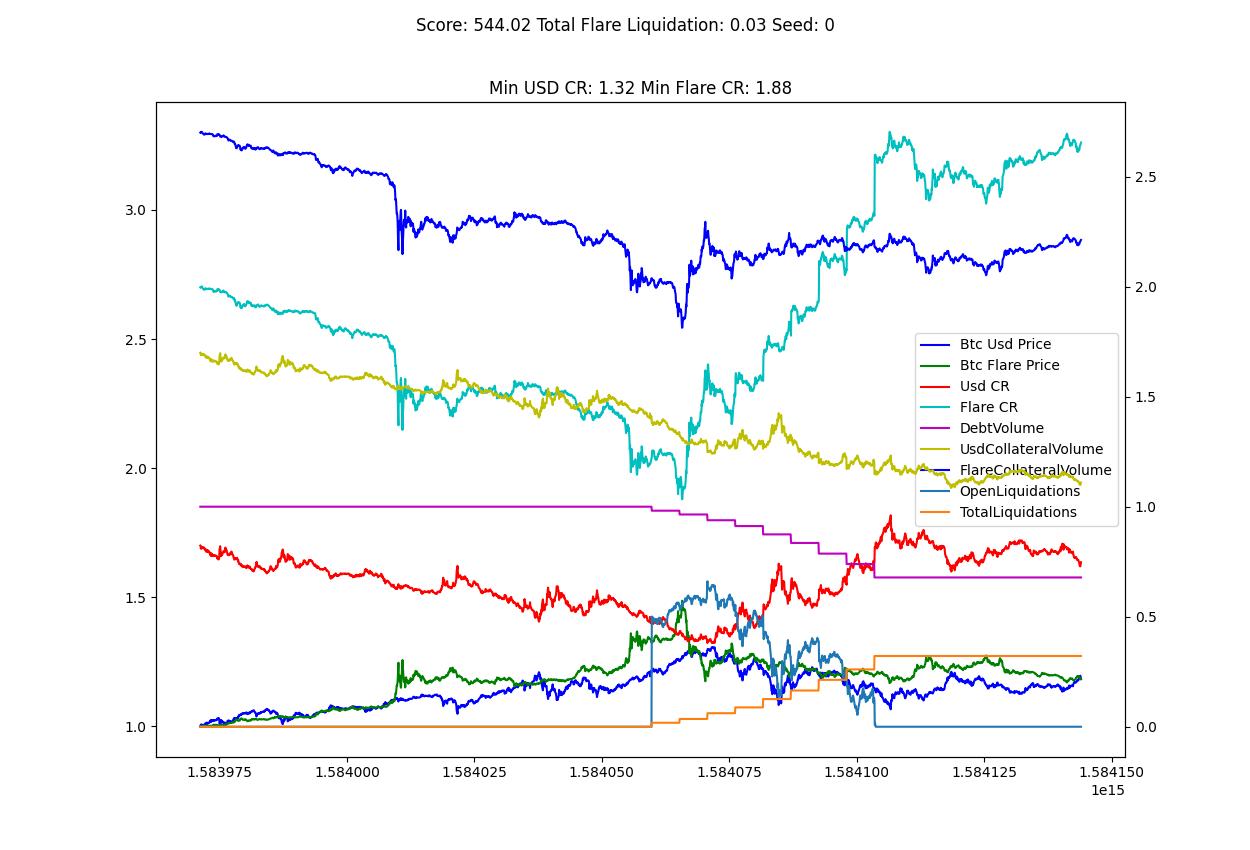 Score: 544.02 Total Flare Liquidation: 0.03 Seed: 0
Min USD CR: 1.32 Min Flare CR: 1.88
3.0
2.5
2.0
1.5
1.0
2.5
2.0
1.5
1.0
0.5
0.0
Btc Usd Price
Btc Flare Price
Usd CR
Flare CR
DebtVolume
UsdCollateralVolume
FlareCollateralVolume
OpenLiquidations
TotalLiquidations
1.583975 1.584000 1.584025 1.584050 1.584075 1.584100 1.584125 1.584150
1e15